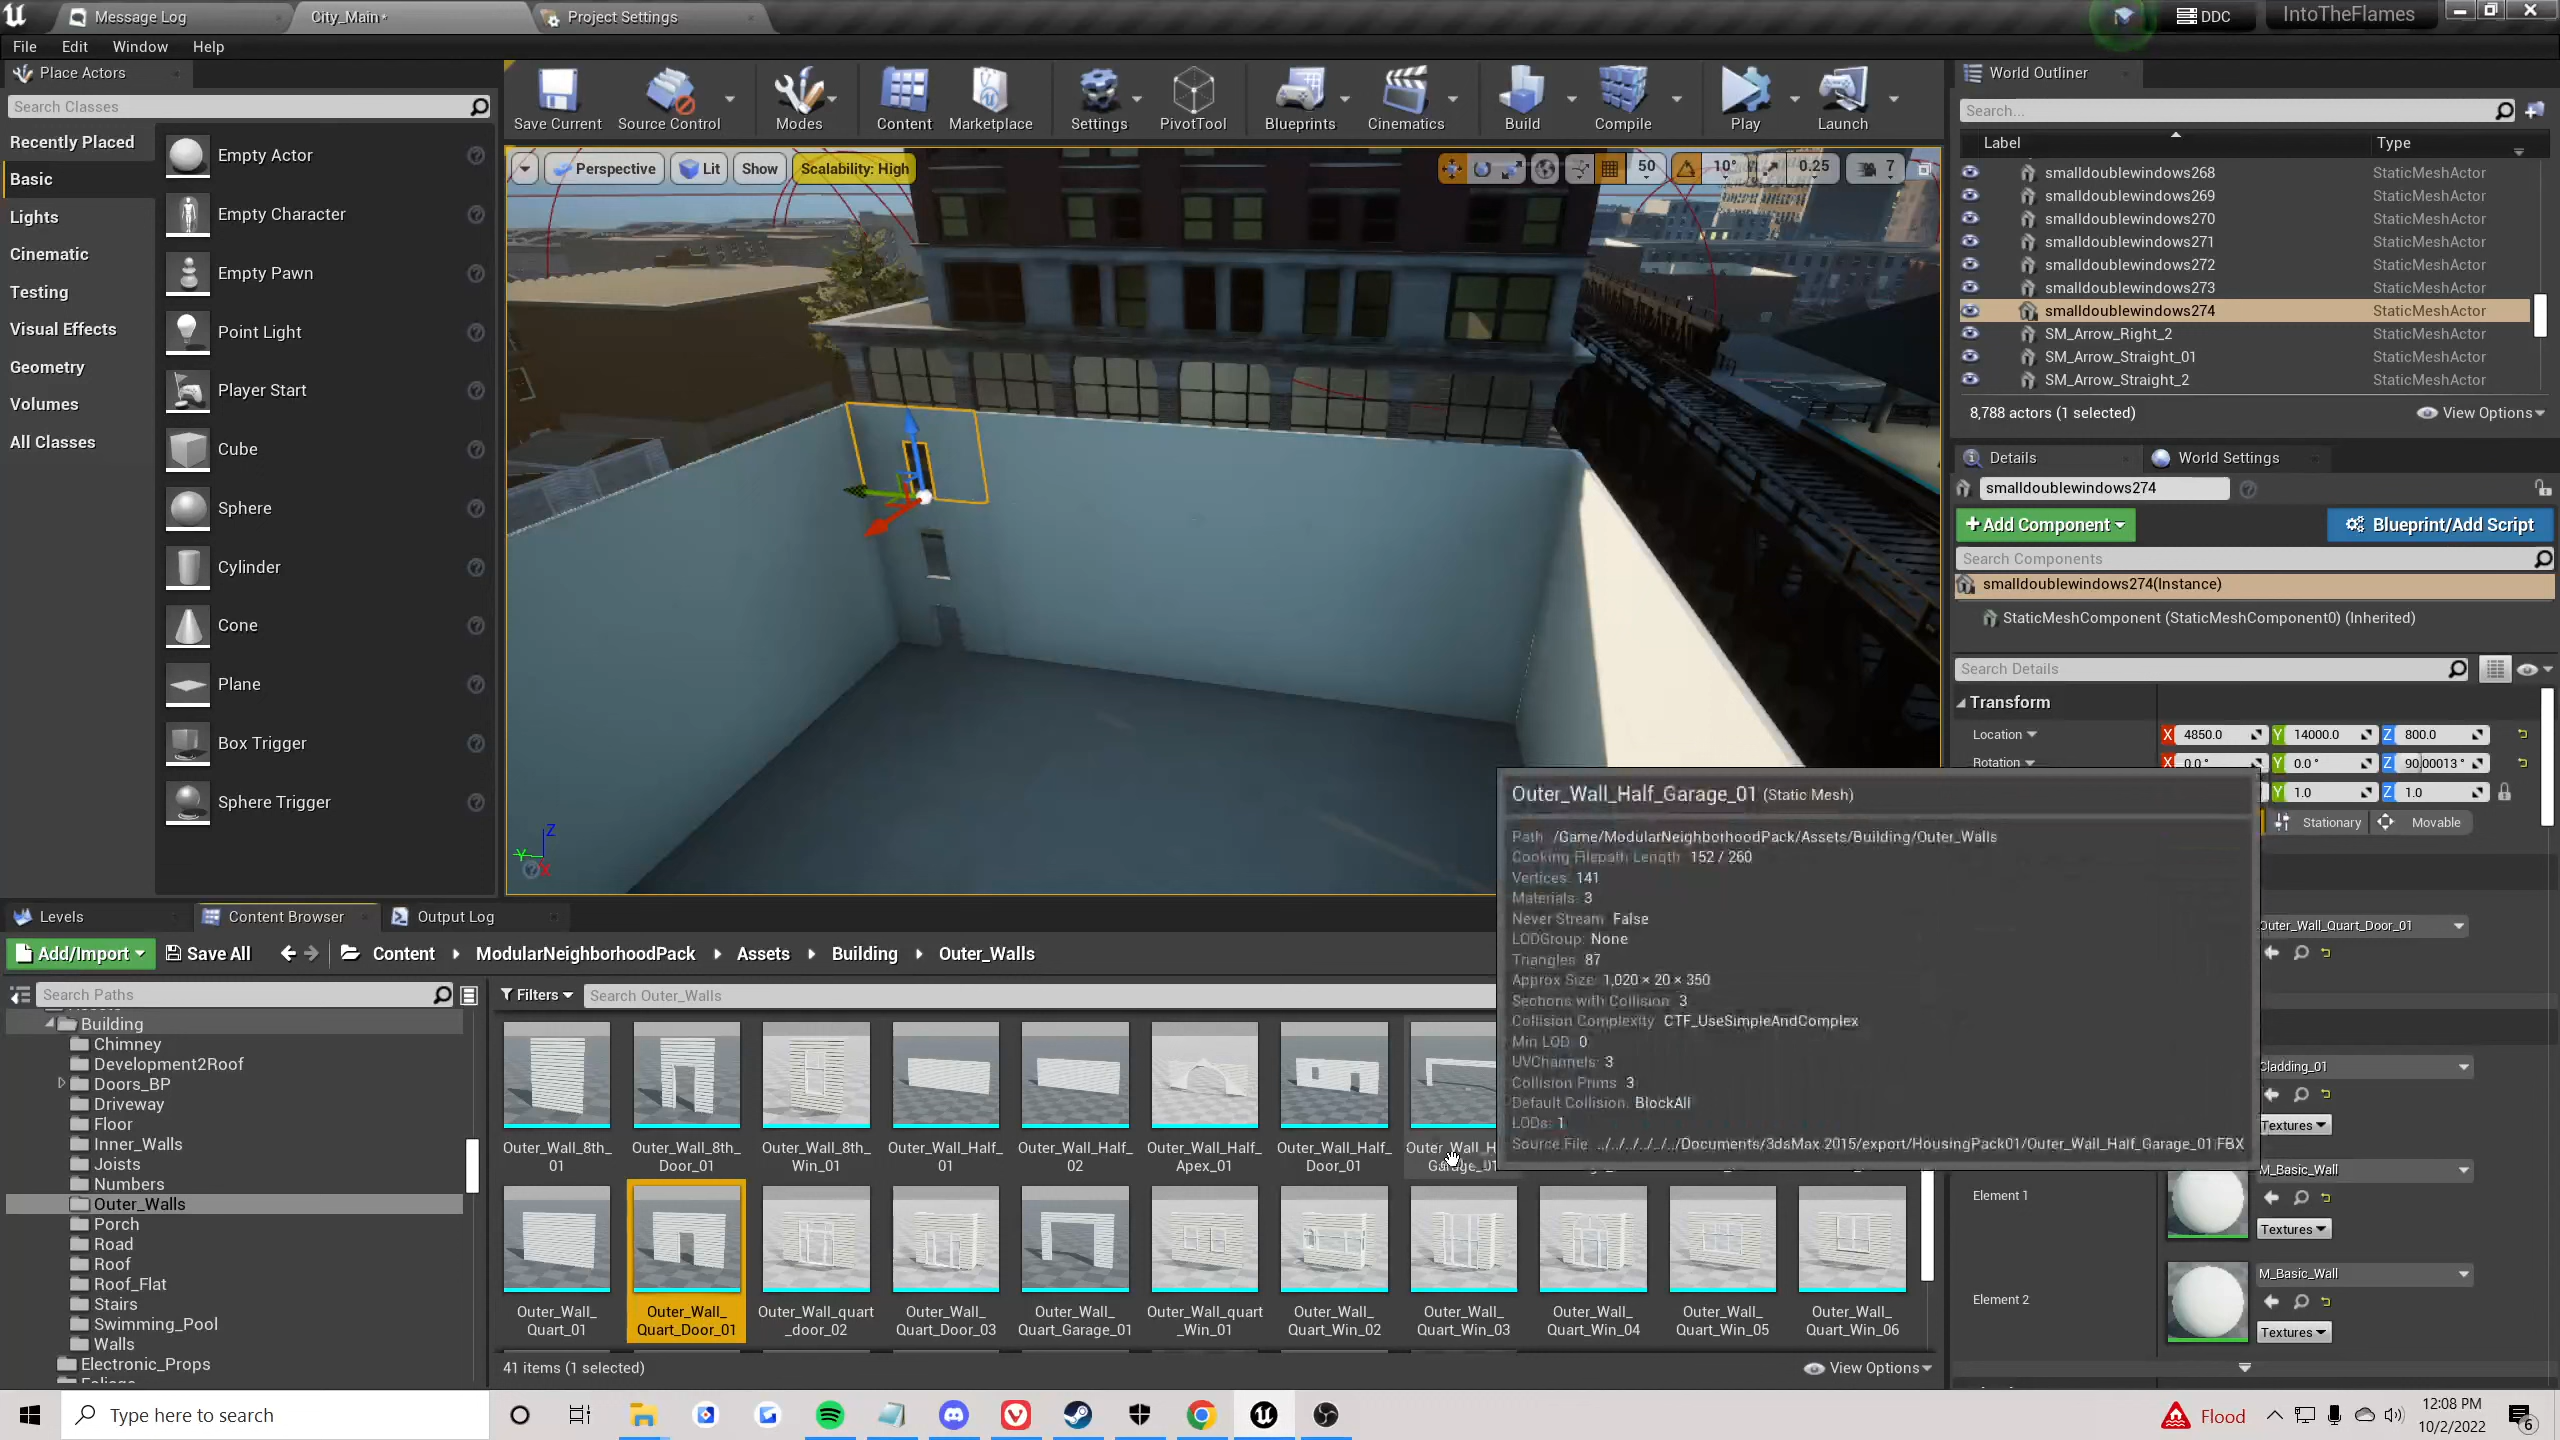 Message Log
City_Main*
Project Settings
DDC
IntoTheFlames
File Edit Window Help
Place Actors
Search Classes
Recently Placed
Basic
Lights
Cinematic
Testing
Visual Effects
Geometry
Volumes
All Classes
Empty Actor
Empty Character
Empty Pawn
Point Light
Player Start
Cube
Sphere
Cylinder
Cone
Plane
Box Trigger
Sphere Trigger
Save Current
Source Control
Modes
Content
Marketplace
Settings
PivotTool
Blueprints
Cinematics
Build
Compile
Play
Launch
Perspective
Lit
Show
Scalability: High
50
10°
0.25
7
Z
Y
X
World Outliner
Search...
Label Type
smalldoublewindows268 StaticMeshActor
smalldoublewindows269 StaticMeshActor
smalldoublewindows270 StaticMeshActor
smalldoublewindows271 StaticMeshActor
smalldoublewindows272 StaticMeshActor
smalldoublewindows273 StaticMeshActor
smalldoublewindows274 StaticMeshActor
SM_Arrow_Right_2 StaticMeshActor
SM_Arrow_Straight_01 StaticMeshActor
SM_Arrow_Straight_2 StaticMeshActor
8,788 actors (1 selected)
View Options
Details
World Settings
smalldoublewindows274
+Add Component
Blueprint/Add Script
Search Components
smalldoublewindows274(Instance)
StaticMeshComponent (StaticMeshComponent0) (Inherited)
Search Details
Transform
Location X 4850.0 Y 14000.0 Z 800.0
Rotation X 0.0 ° Y 0.0 ° Z 90.00013 °
Y 1.0 Z 1.0
Stationary
Movable
Outer_Wall_Quart_Door_01
Cladding_01
Textures
M_Basic_Wall
Element 1
Textures
M_Basic_Wall
Element 2
Textures
Outer_Wall_Half_Garage_01 (Static Mesh)
Path /Game/ModularNeighborhoodPack/Assets/Building/Outer_Walls
Cooking Filepath Length 152 / 260
Vertices 141
Materials 3
Never Stream False
LODGroup: None
Triangles 87
Approx Size 1,020 × 20 × 350
Sections with Collision 3
Collision Complexity CTF_UseSimpleAndComplex
Min LOD 0
UVChannels: 3
Collision Prims 3
Default Collision. BlockAll
LODs: 1
Source File ../../../../../../Documents/3dsMax 2015/export/HousingPack01/Outer_Wall_Half_Garage_01.FBX
Levels
Content Browser
Output Log
Add/Import
Save All
Content
ModularNeighborhoodPack
Assets
Building
Outer_Walls
Search Paths
Filters
Search Outer_Walls
Building
Chimney
Development2Roof
Doors_BP
Driveway
Floor
Inner_Walls
Joists
Numbers
Outer_Walls
Porch
Road
Roof
Roof_Flat
Stairs
Swimming_Pool
Walls
Electronic_Props
Outer_Wall_8th_01
Outer_Wall_8th_Door_01
Outer_Wall_8th_Win_01
Outer_Wall_Half_01
Outer_Wall_Half_02
Outer_Wall_Half_Apex_01
Outer_Wall_Half_Door_01
Outer_Wall_H
Garage_01
Outer_Wall_Quart_01
Outer_Wall_Quart_Door_01
Outer_Wall_quart_door_02
Outer_Wall_Quart_Door_03
Outer_Wall_Quart_Garage_01
Outer_Wall_quart_Win_01
Outer_Wall_Quart_Win_02
Outer_Wall_Quart_Win_03
Outer_Wall_Quart_Win_04
Outer_Wall_Quart_Win_05
Outer_Wall_Quart_Win_06
41 items (1 selected)
View Options
Type here to search
Flood
12:08 PM
10/2/2022
6